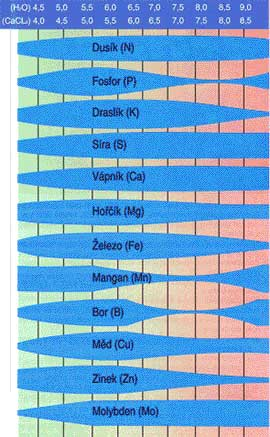 (H₂O) 4,5 5,0 5,5 6,0 6,5 7,0 7,5 8,0 8,5 9,0
(CaCL₂) 4,0 4,5 5,0 5,5 6,0 6,5 7,0 7,5 8,0 8,5
Dusík (N)
Fosfor (P)
Draslík (K)
Síra (S)
Vápník (Ca)
Hořčík (Mg)
Železo (Fe)
Mangan (Mn)
Bor (B)
Měd (Cu)
Zinek (Zn)
Molybden (Mo)